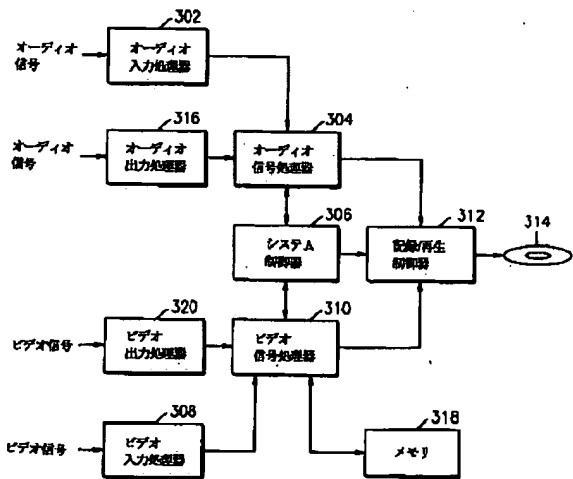 302
オーディオ
信号
オーディオ
入力処理器
316
304
オーディオ
信号
オーディオ
出力処理器
オーディオ
信号処理器
306
312
314
システム
制御器
記録/再生
制御器
320
310
ビデオ信号
ビデオ
出力処理器
ビデオ
信号処理器
308
318
ビデオ信号
ビデオ
入力処理器
メモリ